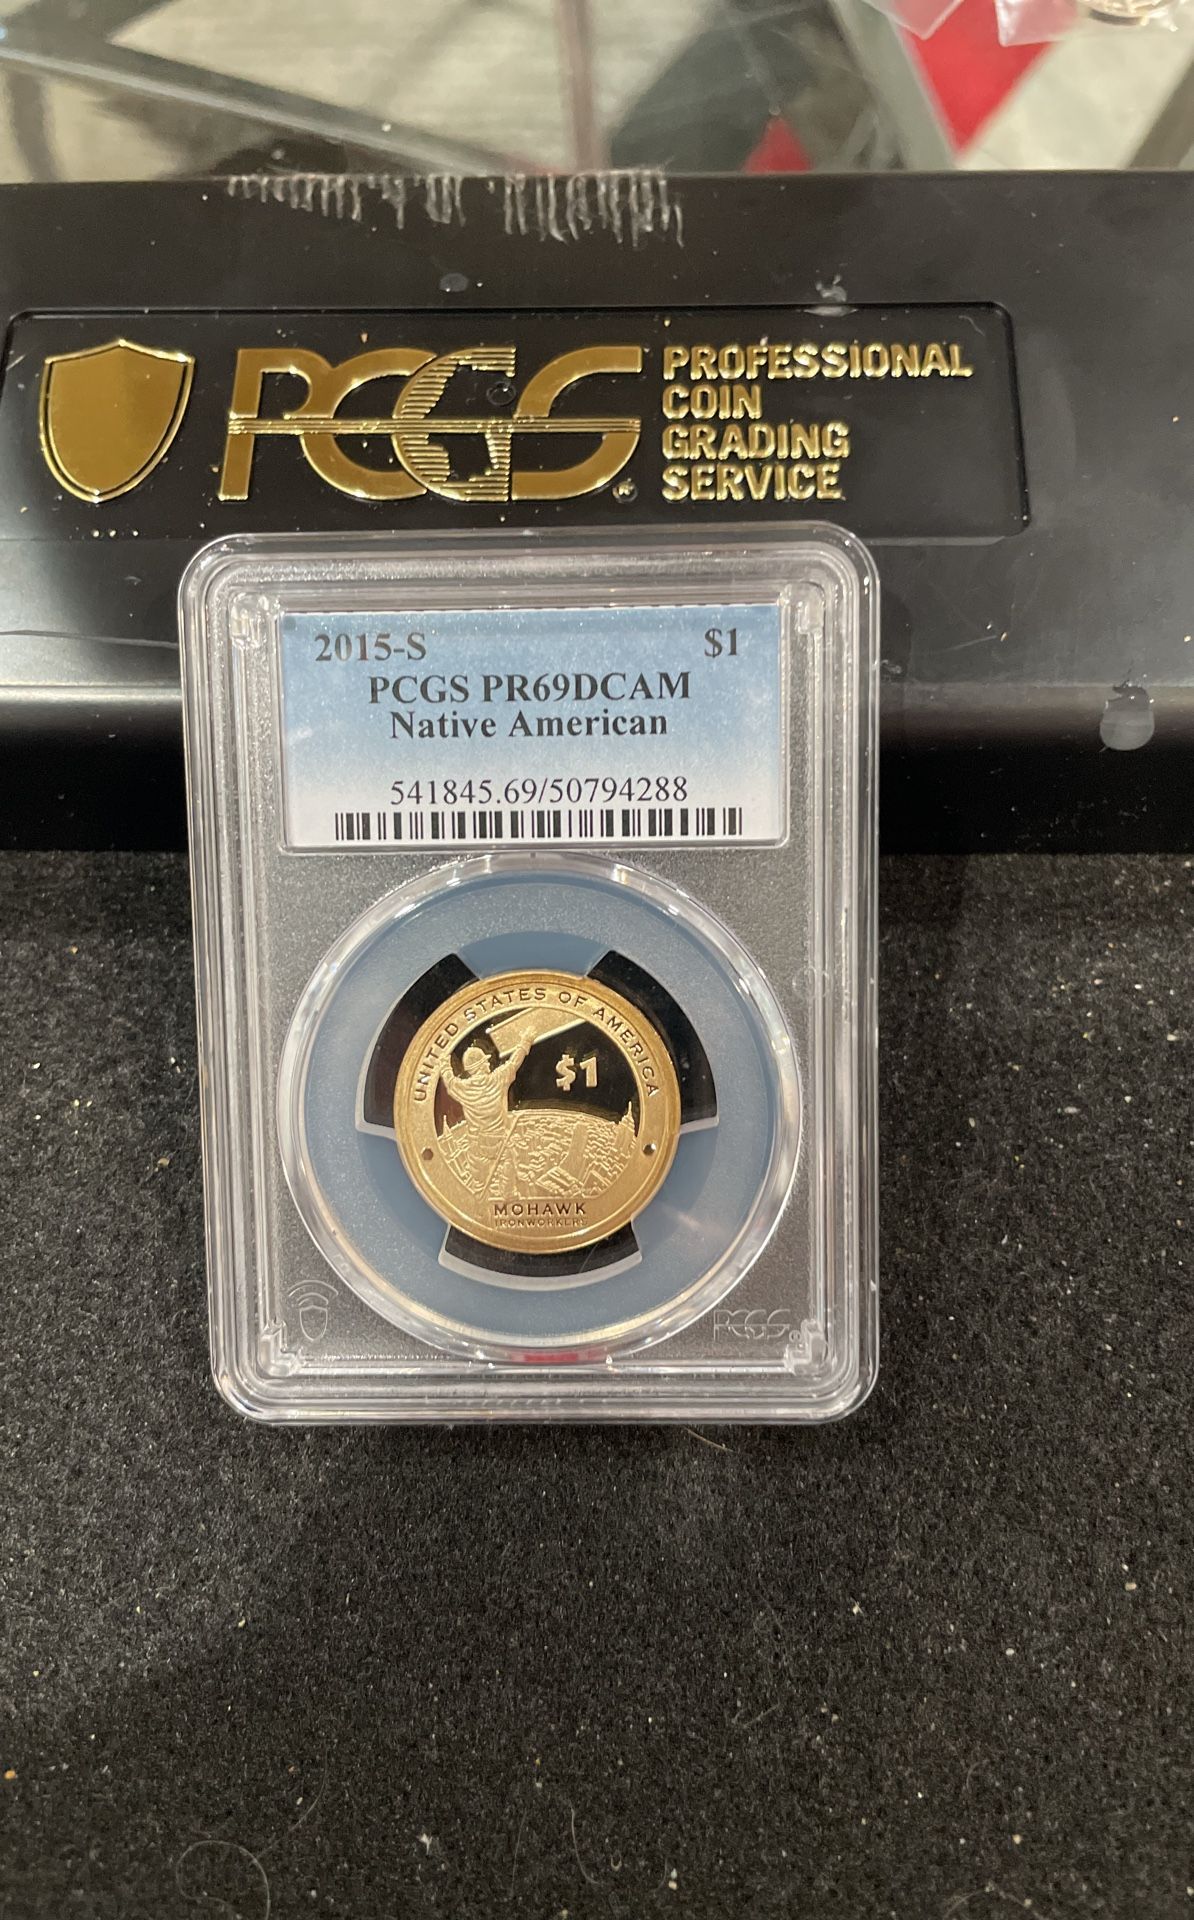 PCGS
PROFESSIONAL
COIN
GRADING
SERVICE
2015-S $1
PCGS PR69DCAM
Native American
541845.69/50794288
UNITED STATES OF AMERICA
$1
MOHAWK
IRONWORKERS
PCGS